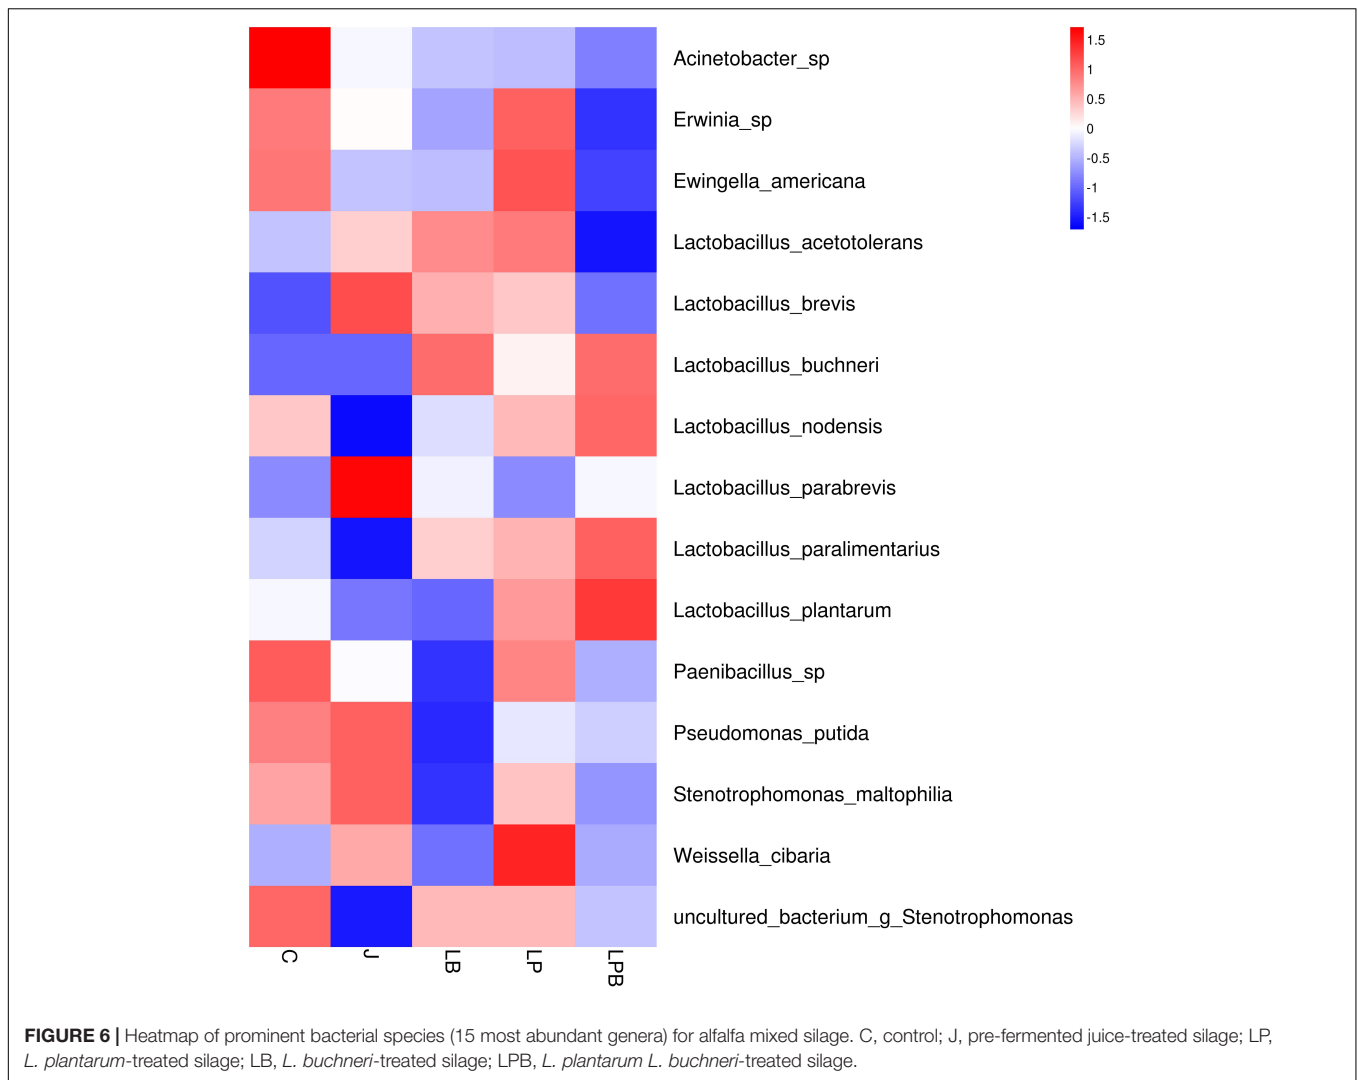 Acinetobacter_sp
Erwinia_sp
Ewingella_americana
Lactobacillus_acetotolerans
Lactobacillus_brevis
Lactobacillus_buchneri
Lactobacillus_nodensis
Lactobacillus_parabrevis
Lactobacillus_paralimentarius
Lactobacillus_plantarum
Paenibacillus_sp
Pseudomonas_putida
Stenotrophomonas_maltophilia
Weissella_cibaria
uncultured_bacterium_g_Stenotrophomonas
1.5
1
0.5
0
-0.5
-1
-1.5
C
J
LB
LP
LPB
FIGURE 6 | Heatmap of prominent bacterial species (15 most abundant genera) for alfalfa mixed silage. C, control; J, pre-fermented juice-treated silage; LP,
L. plantarum-treated silage; LB, L. buchneri-treated silage; LPB, L. plantarum L. buchneri-treated silage.